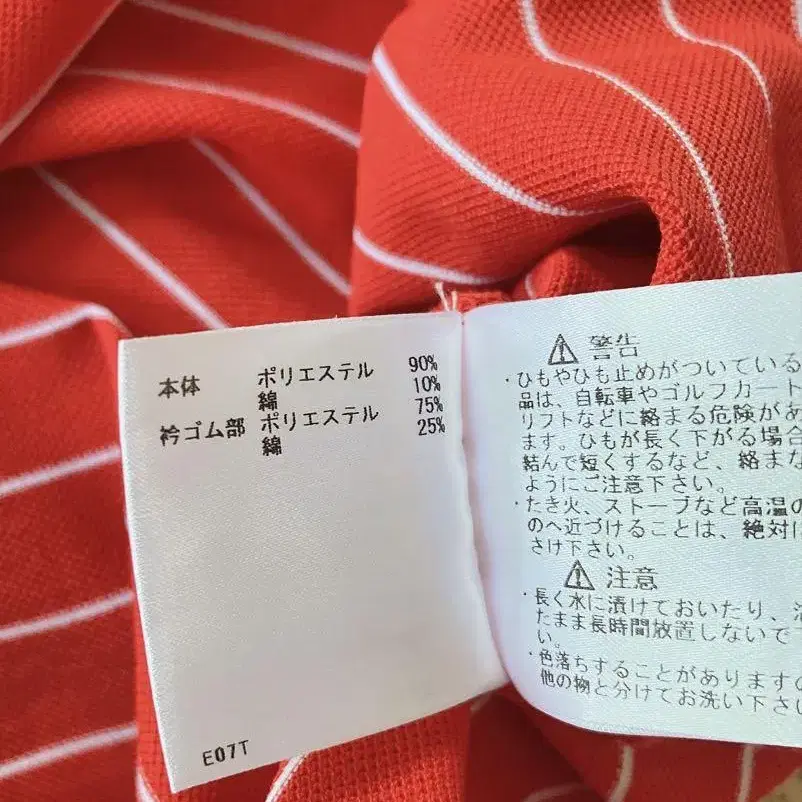 本体 ポリエステル 90%
綿 10%
衿ゴム部 ポリエステル 75%
綿 25%
E07T
警告
・ひもやひも止めがついている
品は、自転車やゴルフカート
リフトなどに絡まる危険があ
ます。ひもが長く下がる場合
結んで短くするなど、絡まな
ようにご注意下さい。
・たき火、ストーブなど高温の
のへ近づけることは、絶対に
さけ下さい。
注意
・長く水に漬けておいたり、
たまま長時間放置しないで
い。
・色落ちすることがありますの
他の物と分けてお洗い下さい